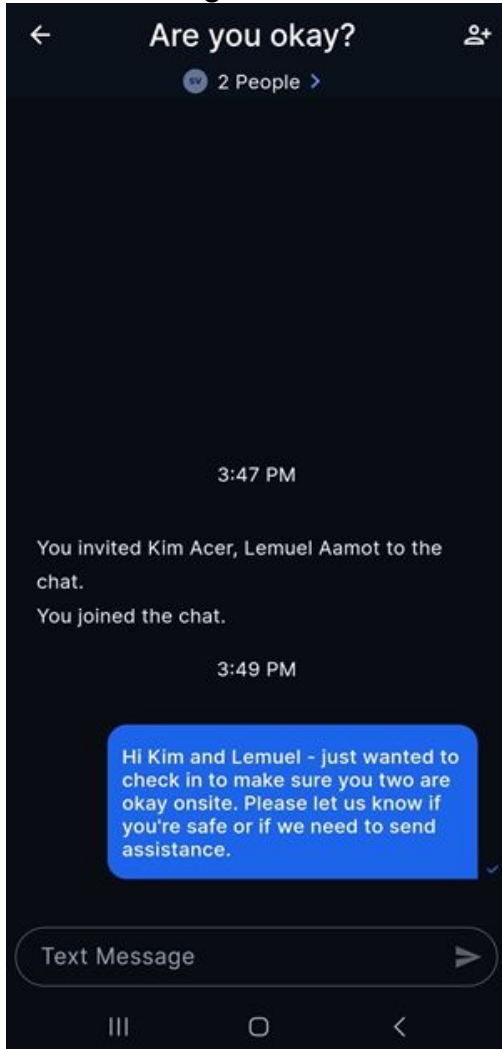 Are you okay?
SV 2 People >
3:47 PM
You invited Kim Acer, Lemuel Aamot to the
chat.
You joined the chat.
3:49 PM
Hi Kim and Lemuel - just wanted to
check in to make sure you two are
okay onsite. Please let us know if
you're safe or if we need to send
assistance.
Text Message